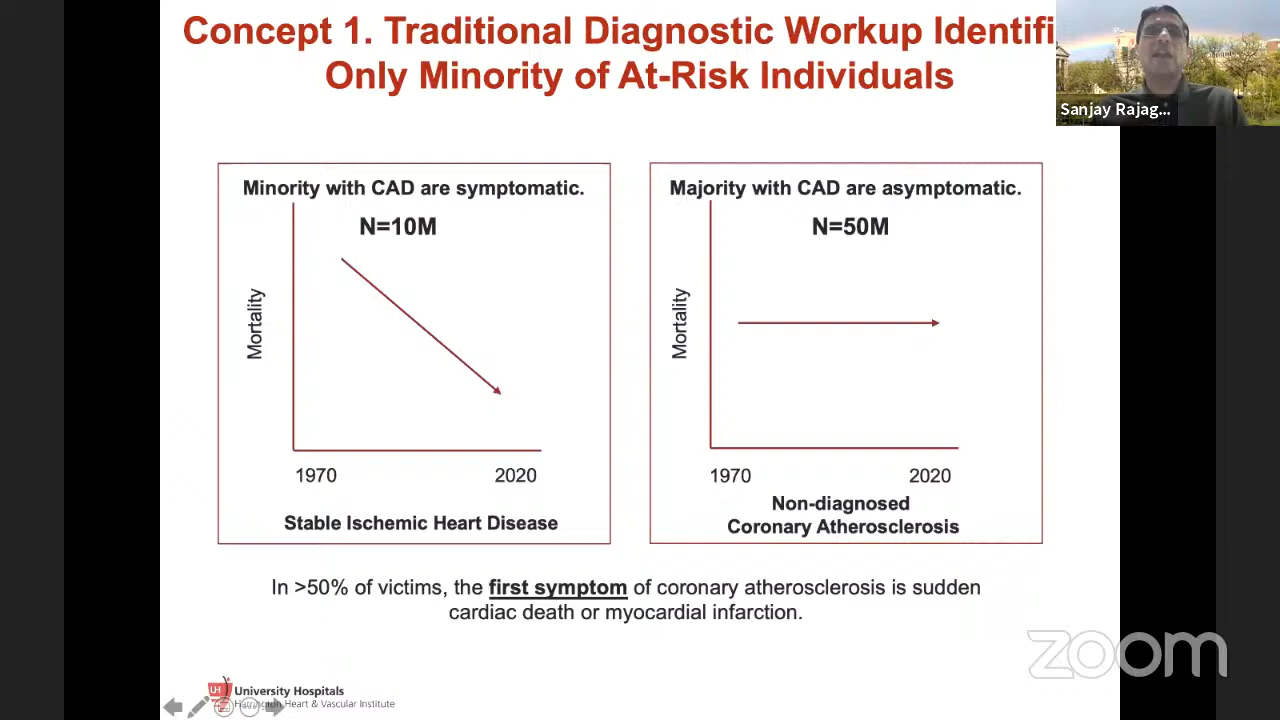 Concept 1. Traditional Diagnostic Workup Identifi
Only Minority of At-Risk Individuals
Sanjay Rajag...
Minority with CAD are symptomatic.
N=10M
Mortality
1970 2020
Stable Ischemic Heart Disease
Majority with CAD are asymptomatic.
N=50M
Mortality
1970 2020
Non-diagnosed
Coronary Atherosclerosis
In >50% of victims, the first symptom of coronary atherosclerosis is sudden
cardiac death or myocardial infarction.
zoom
UH University Hospitals
Harrington Heart & Vascular Institute